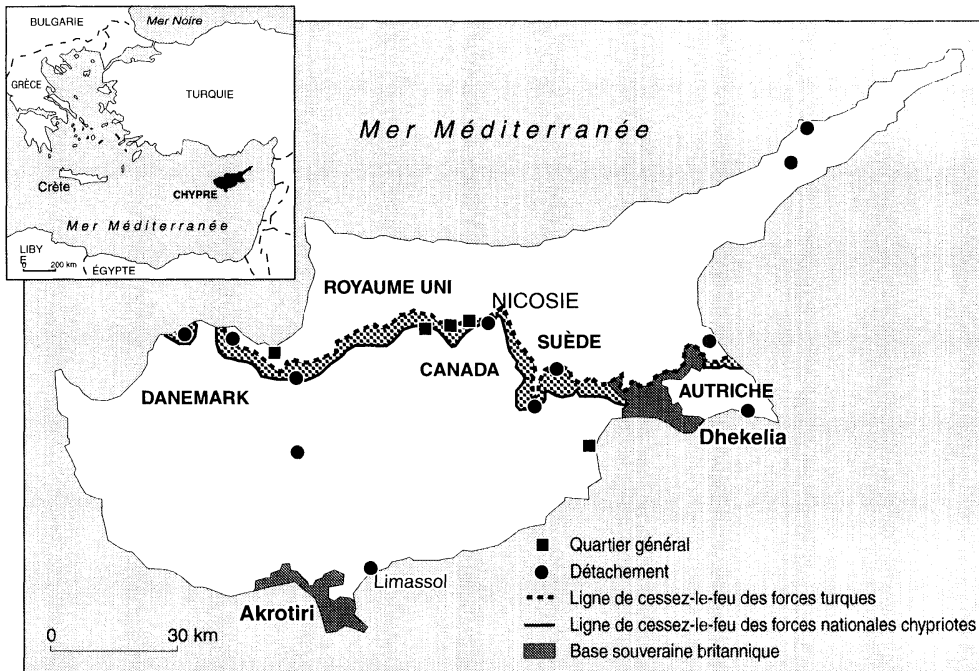 BULGARIE
Mer Noire
GRÈCE
TURQUIE
Crète
CHYPRE
Mer Méditerranée
LIBY
E
0 200 km
ÉGYPTE
Mer Méditerranée
ROYAUME UNI
NICOSIE
SUÈDE
CANADA
DANEMARK
AUTRICHE
Dhekelia
Limassol
Akrotiri
0 30 km
Quartier général
Détachement
Ligne de cessez-le-feu des forces turques
Ligne de cessez-le-feu des forces nationales chypriotes
Base souveraine britannique